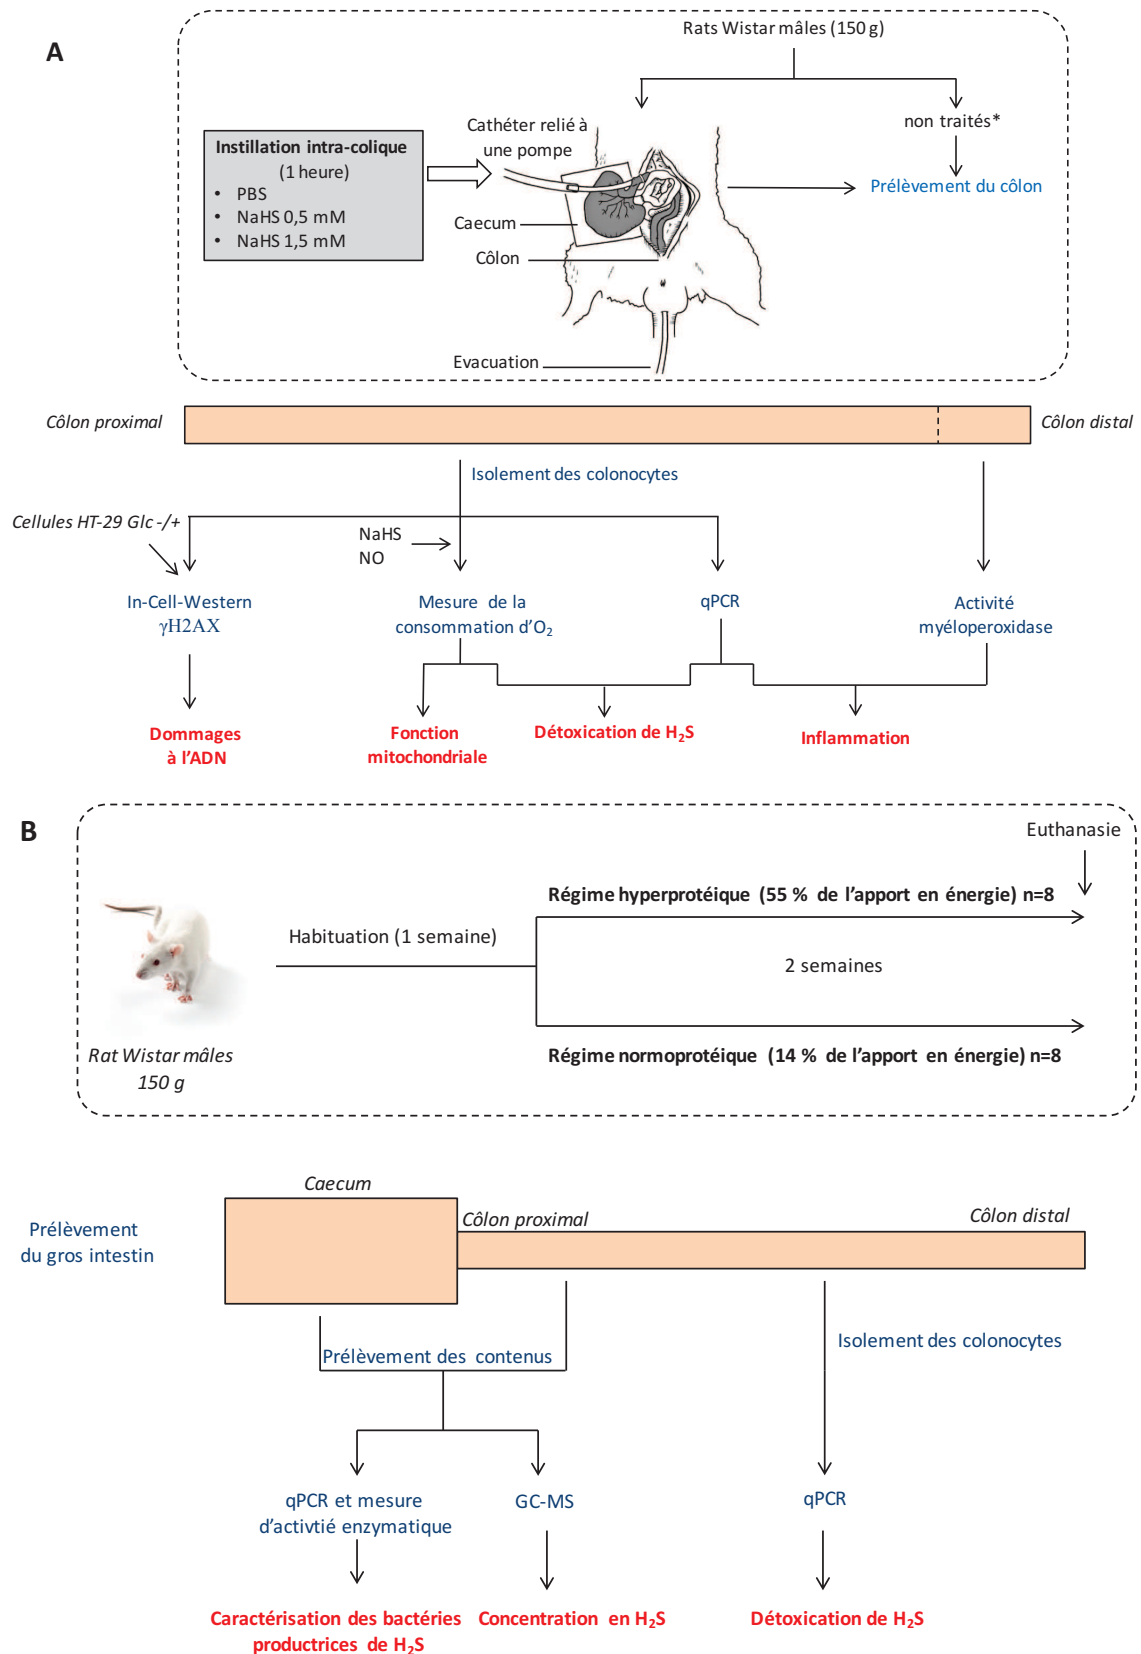 A
Rats Wistar mâles (150 g)
non traités*
Prélèvement du côlon
Cathéter relié à
une pompe
Instillation intra-colique
(1 heure)
• PBS
• NaHS 0,5 mM
• NaHS 1,5 mM
Caecum
Côlon
Evacuation
Côlon proximal
Côlon distal
Isolement des colonocytes
Cellules HT-29 Glc -/+
NaHS
NO
In-Cell-Western
γH2AX
Mesure de la
consommation d'O₂
qPCR
Activité
myéloperoxidase
Dommages
à l'ADN
Fonction
mitochondriale
Détoxication de H₂S
Inflammation
B
Euthanasie
Régime hyperprotéique (55 % de l'apport en énergie) n=8
Habituation (1 semaine)
2 semaines
Régime normoprotéique (14 % de l'apport en énergie) n=8
Rat Wistar mâles
150 g
Caecum
Côlon proximal
Côlon distal
Prélèvement
du gros intestin
Isolement des colonocytes
Prélèvement des contenus
qPCR et mesure
d'activtié enzymatique
GC-MS
qPCR
Caractérisation des bactéries
productrices de H₂S
Concentration en H₂S
Détoxication de H₂S